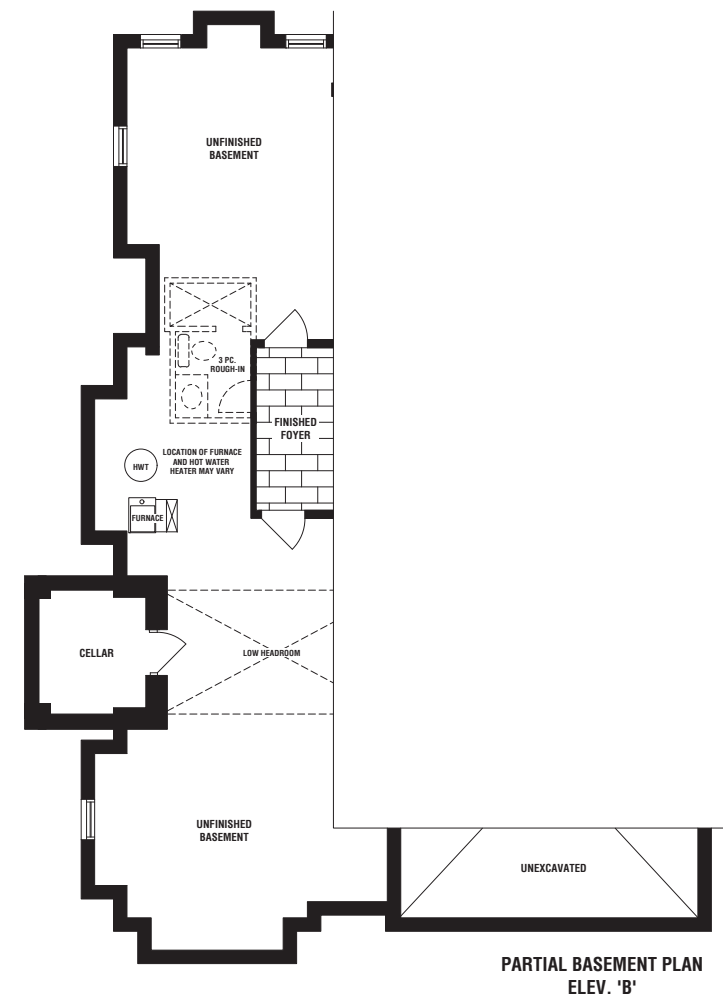 UNFINISHED
BASEMENT
3 PC.
ROUGH-IN
FINISHED
FOYER
LOCATION OF FURNACE
AND HOT WATER
HEATER MAY VARY
HWT
FURNACE
CELLAR
LOW HEADROOM
UNFINISHED
BASEMENT
UNEXCAVATED
PARTIAL BASEMENT PLAN
ELEV. 'B'